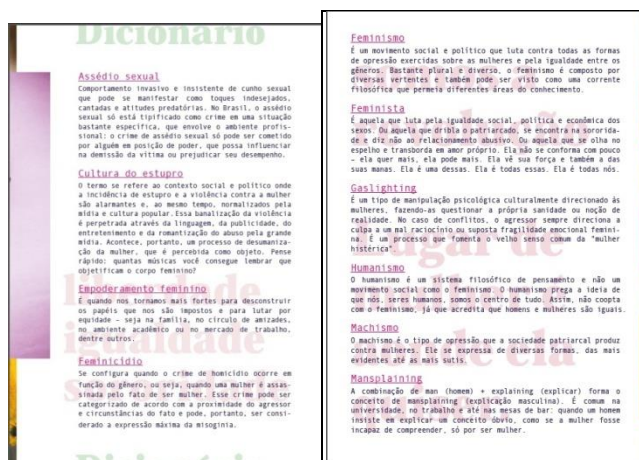 Dicionário
Assédio sexual
Comportamento invasivo e insistente de cunho sexual
que pode se manifestar como toques indesejados,
cantadas e atitudes predatórias. No Brasil, o assédio
sexual só está tipificado como crime em uma situação
bastante específica, que envolve o ambiente profis-
sional: o crime de assédio sexual só pode ser cometido
por alguém em posição de poder, que possa influenciar
na demissão da vítima ou prejudicar seu desempenho.
Cultura do estupro
O termo se refere ao contexto social e político onde
a incidência de estupro e a violência contra a mulher
são alarmantes e, ao mesmo tempo, normalizados pela
mídia e cultura popular. Essa banalização da violência
é perpetrada através da linguagem, da publicidade, do
entretenimento e da romantização do abuso pela grande
mídia. Acontece, portanto, um processo de desumaniza-
ção da mulher, que é percebida como objeto. Pense
rápido: quantas músicas você consegue lembrar que
objetificam o corpo feminino?
Empoderamento feminino
É quando nos tornamos mais fortes para desconstruir
os papéis que nos são impostos e para lutar por
equidade – seja na família, no círculo de amizades,
no ambiente acadêmico ou no mercado de trabalho,
dentre outros.
igualdade
Feminicídio
Se configura quando o crime de homicídio ocorre em
função do gênero, ou seja, quando uma mulher é assas-
sinada pelo fato de ser mulher. Esse crime pode ser
categorizado de acordo com a proximidade do agressor
e circunstâncias do fato e pode, portanto, ser consi-
derado a expressão máxima da misoginia.
Feminismo
É um movimento social e político que luta contra todas as formas
de opressão exercidas sobre as mulheres e pela igualdade entre os
gêneros. Bastante plural e diverso, o feminismo é composto por
diversas vertentes e também pode ser visto como uma corrente
filosófica que permeia diferentes áreas do conhecimento.
Feminista
É aquela que luta pela igualdade social, política e econômica dos
sexos. Ou aquela que dribla o patriarcado, se encontra na sororida-
de e diz não ao relacionamento abusivo. Ou aquela que se olha no
espelho e transborda em amor próprio. Ela não se conforma com pouco
– ela quer mais, ela pode mais. Ela vê sua força e também a das
suas manas. Ela é uma dessas. Ela é todas essas. Ela é todas nós.
Gaslighting
É um tipo de manipulação psicológica culturalmente direcionado às
mulheres, fazendo-as questionar a própria sanidade ou noção de
realidade. No caso de conflitos, o agressor sempre direciona a
culpa a um mal raciocínio ou suposta fragilidade emocional femini-
na. É um processo que fomenta o velho senso comum da "mulher
histérica".
Humanismo
O humanismo é um sistema filosófico de pensamento e não um
movimento social como o feminismo. O humanismo prega a ideia de
que nós, seres humanos, somos o centro de tudo. Assim, não coopta
com o feminismo, já que acredita que homens e mulheres são iguais.
Machismo
O machismo é o tipo de opressão que a sociedade patriarcal produz
contra mulheres. Ele se expressa de diversas formas, das mais
evidentes até as mais sutis.
Mansplaining
A combinação de man (homem) + explaining (explicar) forma o
conceito de mansplaining (explicação masculina). É comum na
universidade, no trabalho e até nas mesas de bar: quando um homem
insiste em explicar um conceito óbvio, como se a mulher fosse
incapaz de compreender, só por ser mulher.